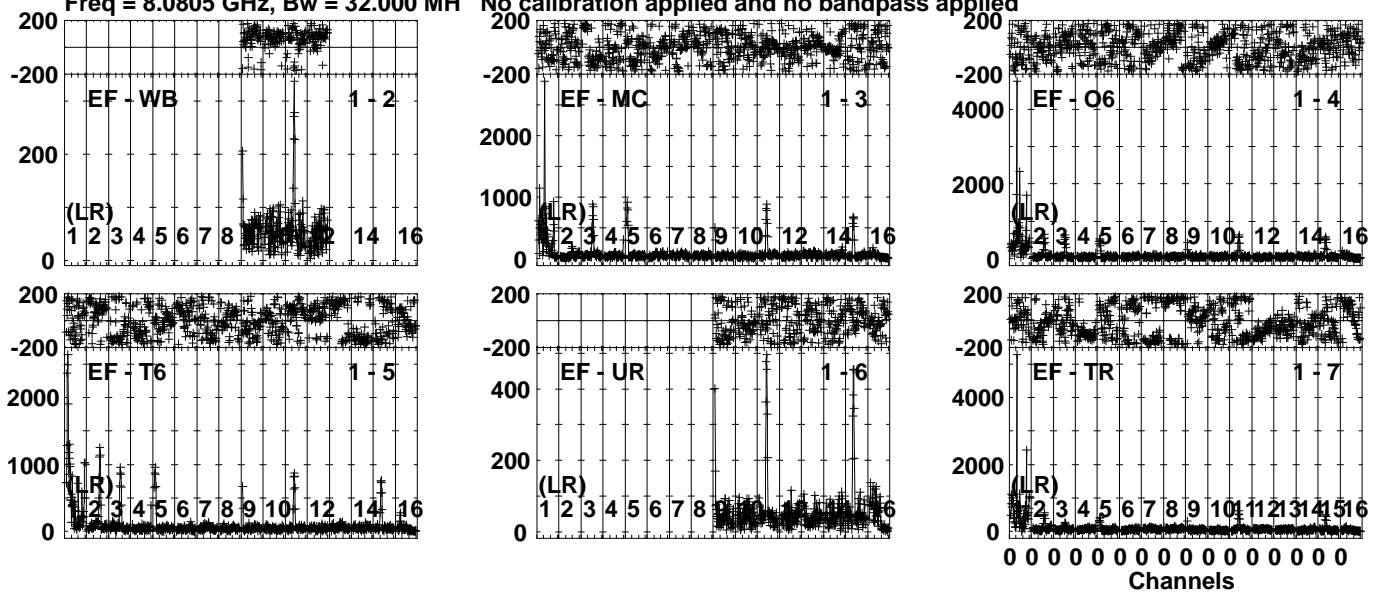 Freq = 8.0805 GHz, Bw = 32.000 MH No calibration applied and no bandpass applied
200
-200
EF - WB 1 - 2
200
(LR)
1 2 3 4 5 6 7 8 14 16
0
200
-200
EF - MC 1 - 3
2000
1000
(LR)
2 3 4 5 6 7 8 9 10 12 14 16
0
200
-200
EF - O6 1 - 4
4000
2000
(LR)
2 3 4 5 6 7 8 9 10 12 14 16
0
200
-200
EF - T6 1 - 5
2000
1000
(LR)
2 3 4 5 6 7 8 9 10 12 14 16
0
200
-200
EF - UR 1 - 6
400
200
(LR)
1 2 3 4 5 6 7 8 9
0
200
-200
EF - TR 1 - 7
4000
2000
(LR)
2 3 4 5 6 7 8 9 10 11 12 13 14 15 16
0
0 0 0 0 0 0 0 0 0 0 0 0 0 0 0 0
Channels